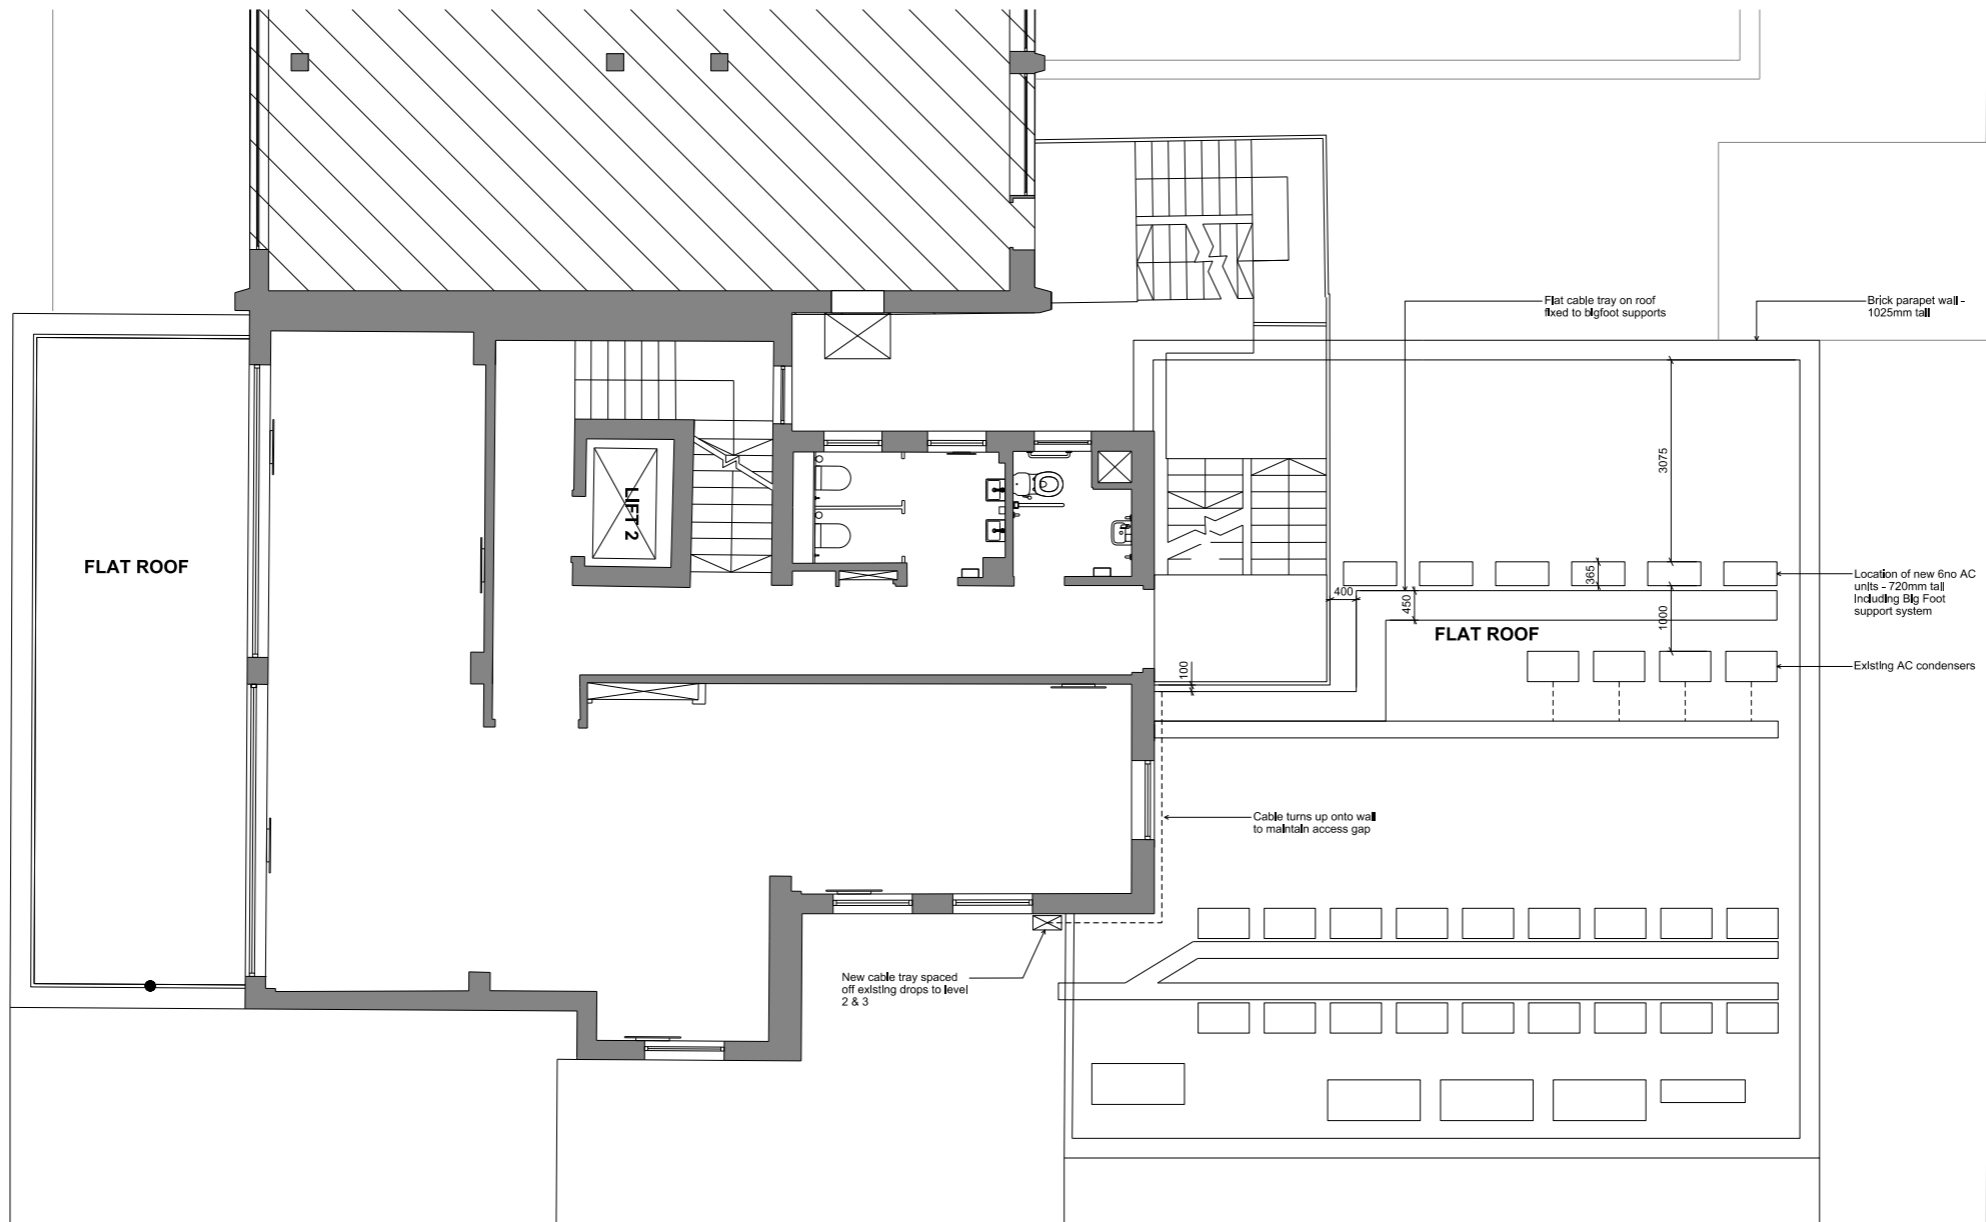 Flat cable tray on roof
fixed to bigfoot supports
Brick parapet wall -
1025mm tall
3075
LIFT 2
FLAT ROOF
365
Location of new 6no AC
units - 720mm tall
Including Big Foot
support system
400
450
1000
FLAT ROOF
100
Existing AC condensers
Cable turns up onto wall
to maintain access gap
New cable tray spaced
off existing drops to level
2 & 3